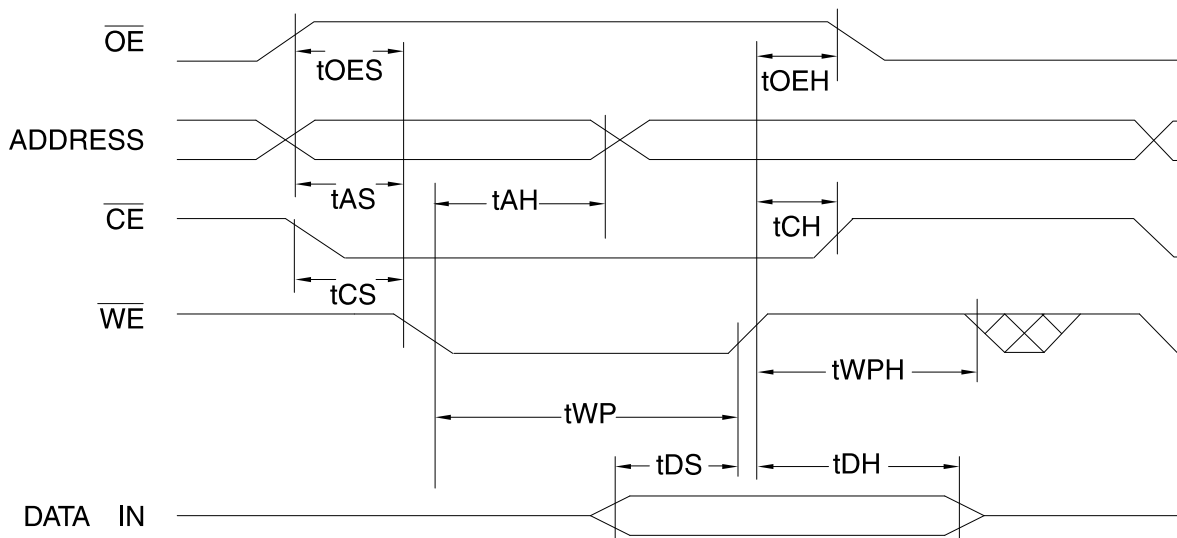 OE
tOES
tOEH
ADDRESS
tAS
tAH
CE
tCH
tCS
WE
tWPH
tWP
tDS
tDH
DATA IN